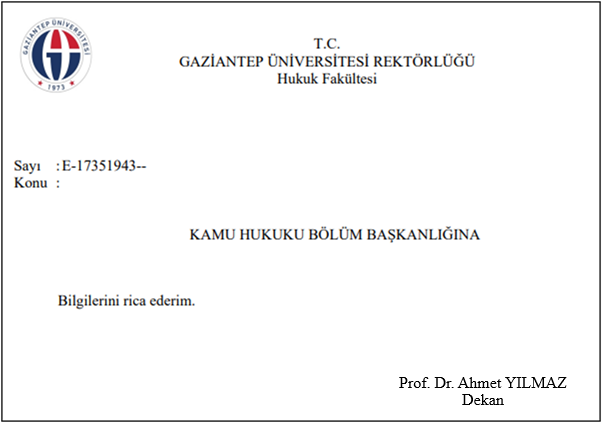 GAZİANTEP ÜNİVERSİTESİ
1973
T.C.
GAZİANTEP ÜNİVERSİTESİ REKTÖRLÜĞÜ
Hukuk Fakültesi
Sayı : E-17351943--
Konu :
KAMU HUKUKU BÖLÜM BAŞKANLIĞINA
Bilgilerini rica ederim.
Prof. Dr. Ahmet YILMAZ
Dekan